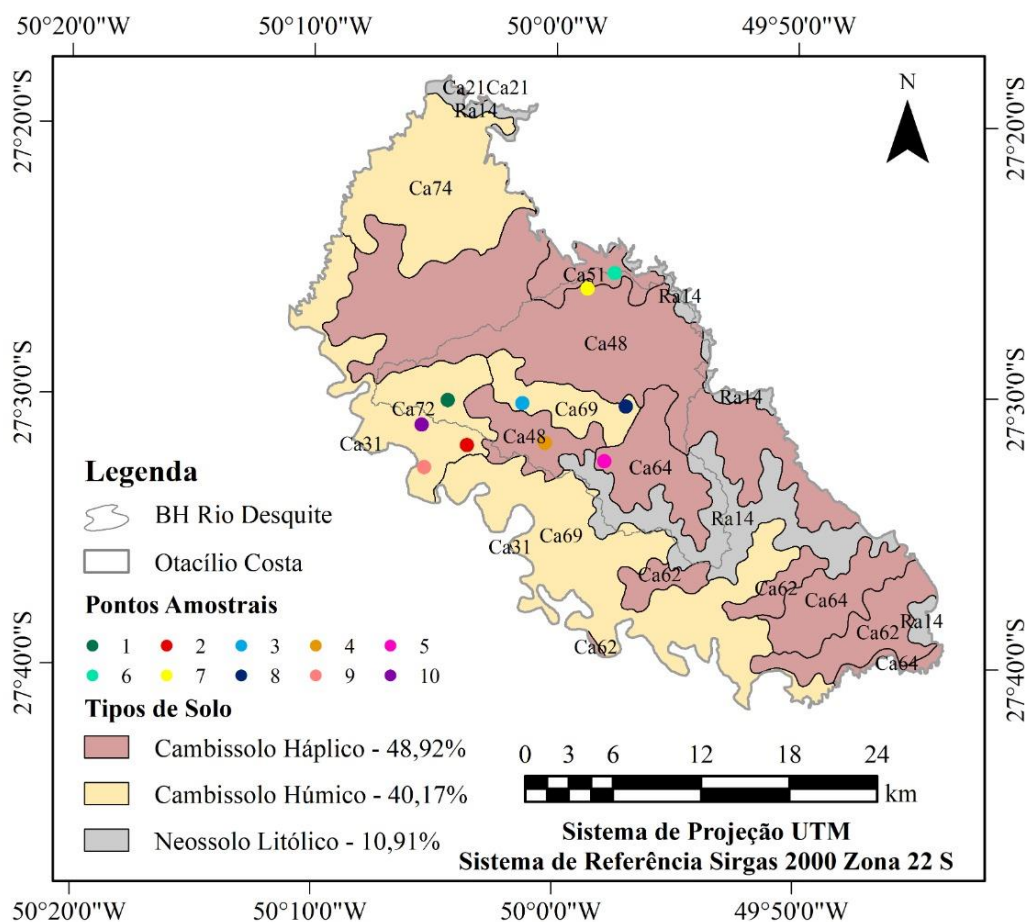 50°20'0"W 50°10'0"W 50°0'0"W 49°50'0"W
27°20'0"S
27°30'0"S
27°40'0"S
27°20'0"S
27°30'0"S
27°40'0"S
N
Ca21Ca21
Ra14
Ca74
Ca51
Ra14
Ca48
Ra14
Ca72
Ca69
Ca31
Ca48
Ca64
Ra14
Ca69
Ca31
Ca62
Ca62
Ca64
Ca62
Ra14
Ca62
Ca64
Legenda
BH Rio Desquite
Otacílio Costa
Pontos Amostrais
1 2 3 4 5
6 7 8 9 10
Tipos de Solo
Cambissolo Háplico - 48,92%
Cambissolo Húmico - 40,17%
Neossolo Litólico - 10,91%
0 3 6 12 18 24
km
Sistema de Projeção UTM
Sistema de Referência Sirgas 2000 Zona 22 S
50°20'0"W 50°10'0"W 50°0'0"W 49°50'0"W